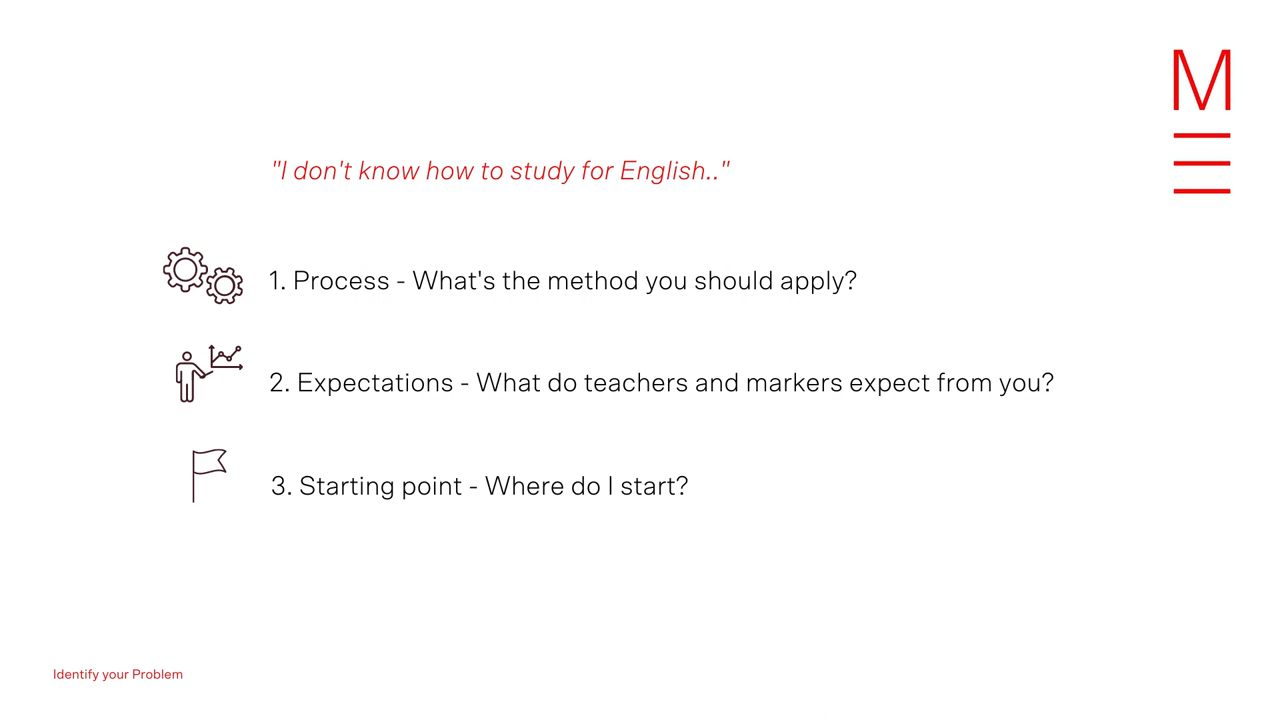 M
"I don't know how to study for English.."
1. Process - What's the method you should apply?
2. Expectations - What do teachers and markers expect from you?
3. Starting point - Where do I start?
Identify your Problem